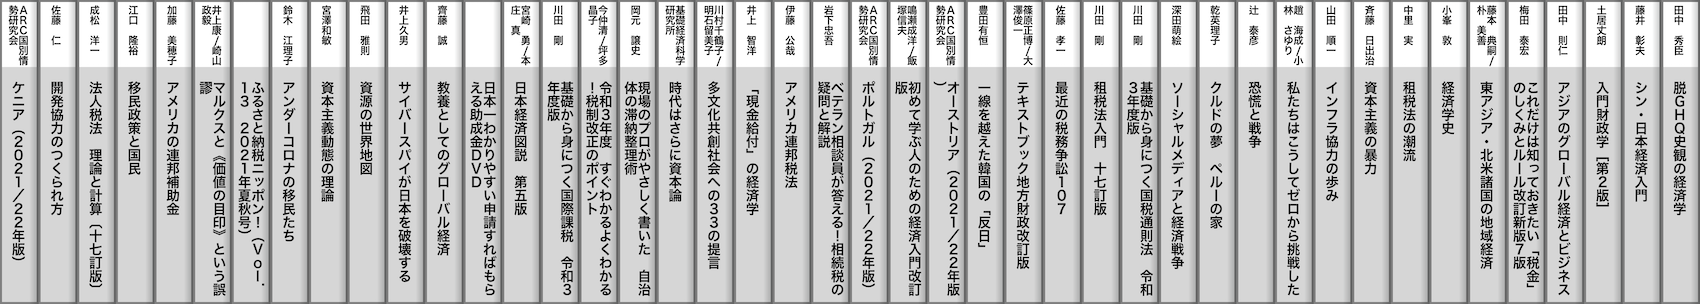 田中　秀臣
脱ＧＨＱ史観の経済学
藤井　彰夫
シン・日本経済入門
土居丈朗
入門財政学［第２版］
田中　則仁
アジアのグローバル経済とビジネス
梅田　泰宏
これだけは知っておきたい「税金」
のしくみとルール改訂新版７版
藤本　典嗣／
朴　美善
東アジア・北米諸国の地域経済
小峯　敦
経済学史
中里　実
租税法の潮流
斉藤　日出治
資本主義の暴力
山田　順一
インフラ協力の歩み
趙　海成／小
林　さゆり
私たちはこうしてゼロから挑戦した
辻　泰彦
恐慌と戦争
乾英理子
クルドの夢　ペルーの家
深田萌絵
ソーシャルメディアと経済戦争
川田　剛
基礎から身につく国税通則法　令和
３年度版
川田　剛
租税法入門　十七訂版
佐藤　孝一
最近の税務争訟１０７
篠原正博／大
澤俊一
テキストブック地方財政改訂版
豊田有恒
一線を越えた韓国の「反日」
ＡＲＣ国別情
勢研究会
オーストリア（２０２１／２２年版
）
鳴瀬成洋／飯
塚信夫
初めて学ぶ人のための経済入門改訂
版
ＡＲＣ国別情
勢研究会
ポルトガル（２０２１／２２年版）
岩下忠吾
ベテラン相談員が答える！相続税の
疑問と解説
伊藤　公哉
アメリカ連邦税法
井上　智洋
「現金給付」の経済学
川村千鶴子／
明石留美子／
多文化共創社会への３３の提言
基礎経済科学
研究所
時代はさらに資本論
岡元　譲史
現場のプロがやさしく書いた　自治
体の滞納整理術
今仲清／坪多
晶子
令和３年度　すぐわかるよくわかる
！税制改正のポイント
川田　剛
基礎から身につく国際課税　令和３
年度版
宮崎　勇／本
庄　真
日本経済図説　第五版
日本一わかりやすい申請すればもら
える助成金ＤＶＤ
齊藤　誠
教養としてのグローバル経済
井上久男
サイバースパイが日本を破壊する
飛田　雅則
資源の世界地図
宮澤和敏
資本主義動態の理論
鈴木　江理子
アンダーコロナの移民たち
ふるさと納税ニッポン！（Ｖｏｌ．
１３　２０２１年夏秋号）
井上康／崎山
政毅
マルクスと《価値の目印》という誤
謬
加藤　美穂子
アメリカの連邦補助金
江口　隆裕
移民政策と国民
成松　洋一
法人税法　理論と計算（十七訂版）
佐藤　仁
開発協力のつくられ方
ＡＲＣ国別情
勢研究会
ケニア（２０２１／２２年版）